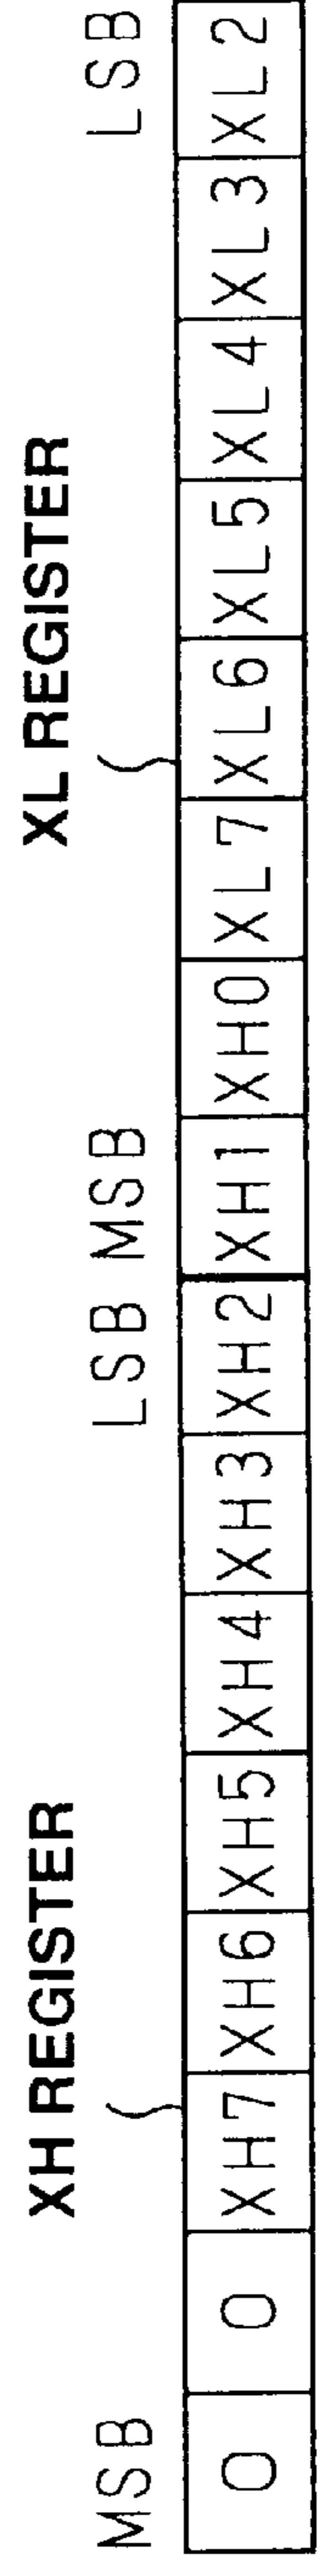 XH REGISTER XL REGISTER
MSB LSB MSB LSB
0 0 XH7 XH6 XH5 XH4 XH3 XH2 XH1 XH0 XL7 XL6 XL5 XL4 XL3 XL2